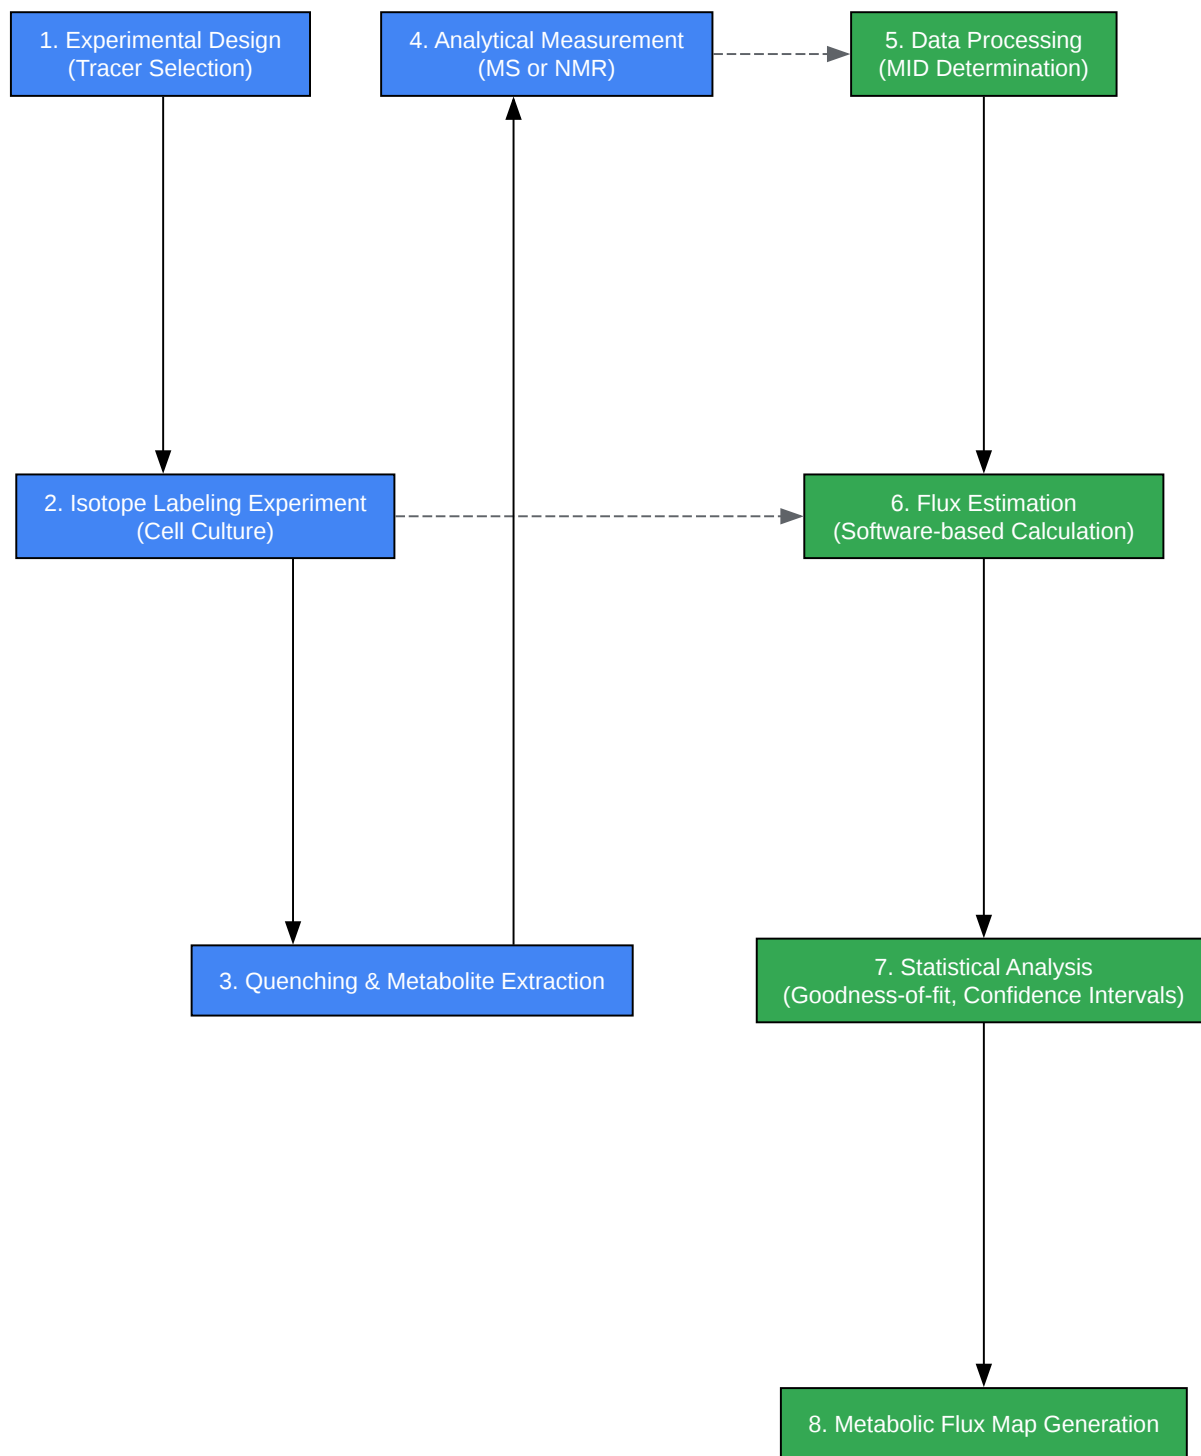 1. Experimental Design
(Tracer Selection)
4. Analytical Measurement
(MS or NMR)
5. Data Processing
(MID Determination)
2. Isotope Labeling Experiment
(Cell Culture)
6. Flux Estimation
(Software-based Calculation)
3. Quenching & Metabolite Extraction
7. Statistical Analysis
(Goodness-of-fit, Confidence Intervals)
8. Metabolic Flux Map Generation